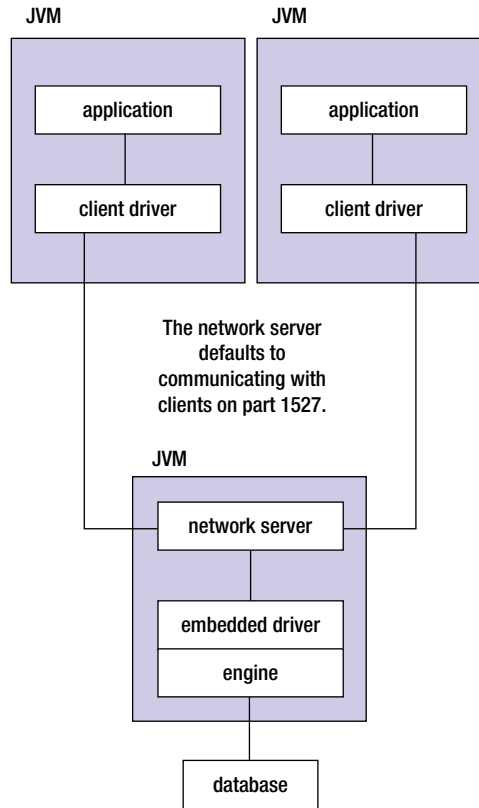 JVM
JVM
application
application
client driver
client driver
The network server
defaults to
communicating with
clients on part 1527.
JVM
network server
embedded driver
engine
database